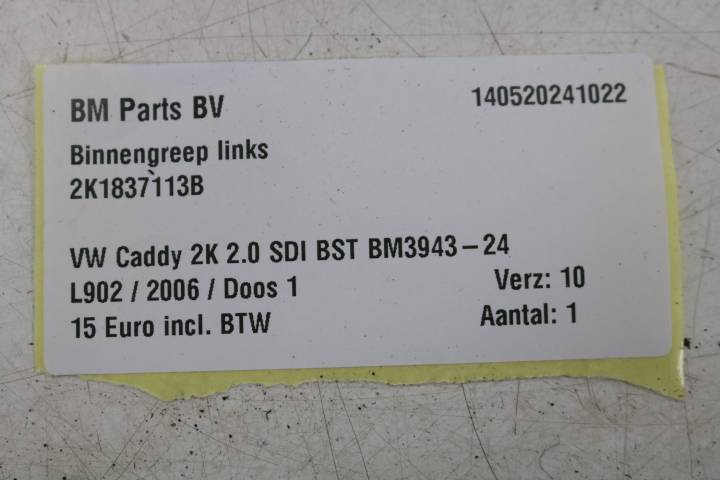 BM Parts BV 140520241022
Binnengreep links
2K1837113B
VW Caddy 2K 2.0 SDI BST BM3943-24
L902 / 2006 / Doos 1 Verz: 10
15 Euro incl. BTW Aantal: 1